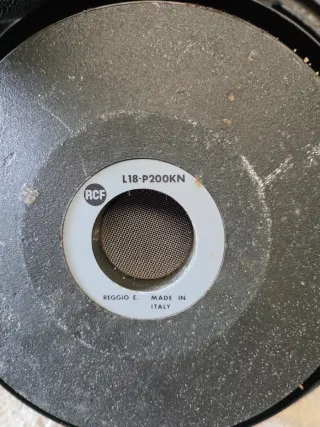 L18-P200KN
RCF
REGGIO E. MADE IN
ITALY